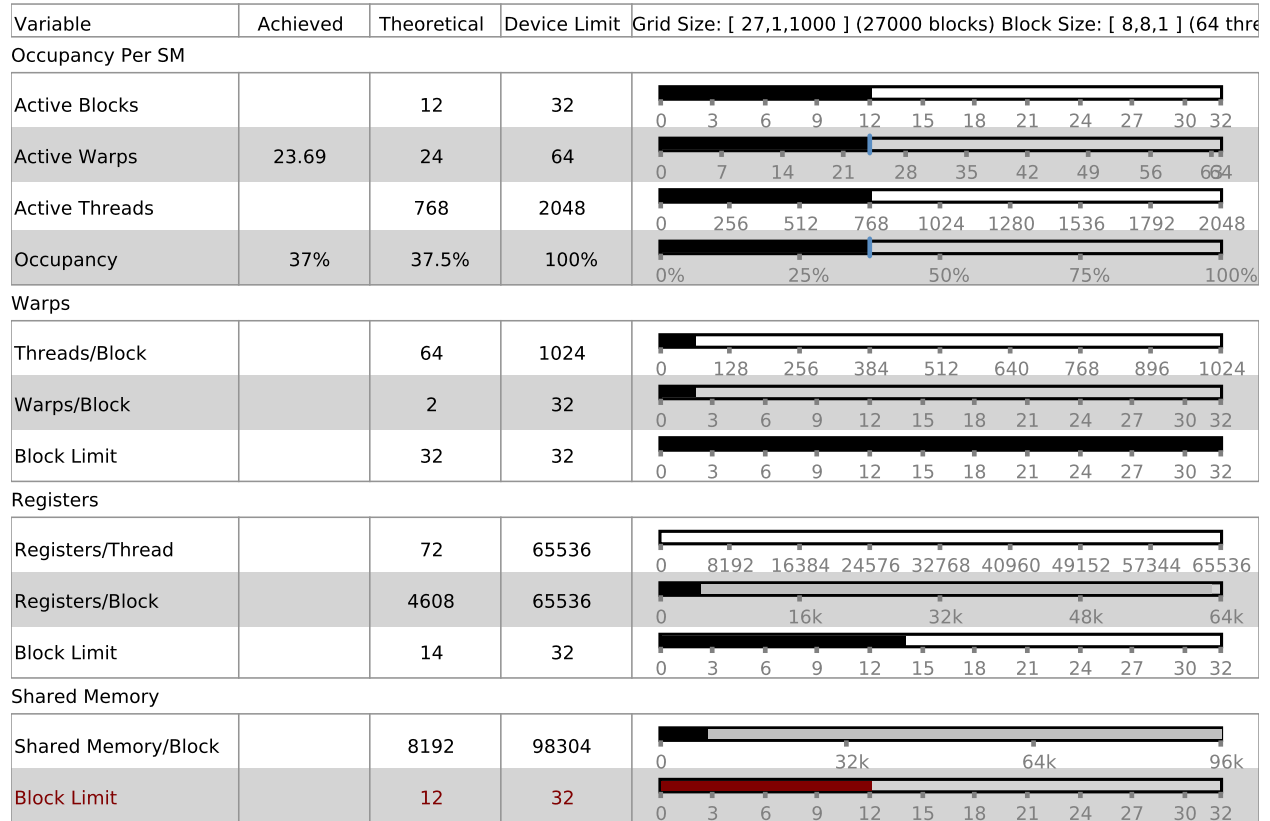 Variable Achieved Theoretical Device Limit Grid Size: [ 27,1,1000 ] (27000 blocks) Block Size: [ 8,8,1 ] (64
Occupancy Per SM
Active Blocks 12 32
0 3 6 9 12 15 18 21 24 27 30 32
Active Warps 23.69 24 64
0 7 14 21 28 35 42 49 56 63 64
Active Threads 768 2048
0 256 512 768 1024 1280 1536 1792 2048
Occupancy 37% 37.5% 100%
0% 25% 50% 75% 100%
Warps
Threads/Block 64 1024
0 128 256 384 512 640 768 896 1024
Warps/Block 2 32
0 3 6 9 12 15 18 21 24 27 30 32
Block Limit 32 32
0 3 6 9 12 15 18 21 24 27 30 32
Registers
Registers/Thread 72 65536
0 8192 16384 24576 32768 40960 49152 57344 65536
Registers/Block 4608 65536
0 16k 32k 48k 64k
Block Limit 14 32
0 3 6 9 12 15 18 21 24 27 30 32
Shared Memory
Shared Memory/Block 8192 98304
0 32k 64k 96k
Block Limit 12 32
0 3 6 9 12 15 18 21 24 27 30 32